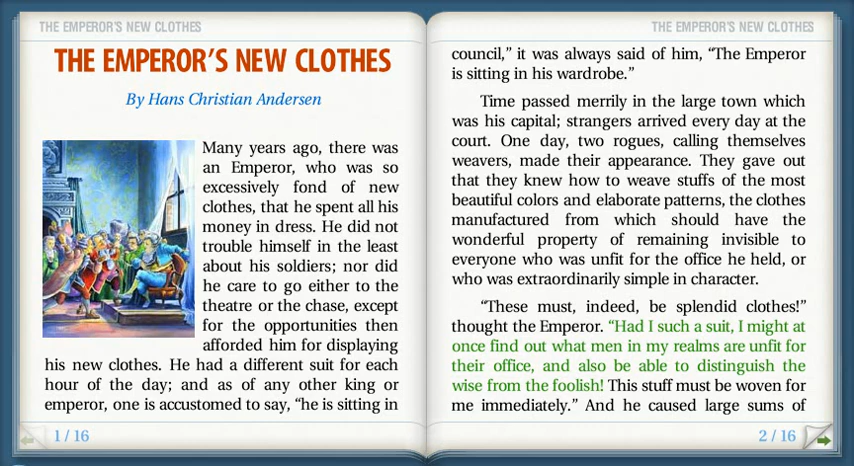 THE EMPEROR'S NEW CLOTHES
THE EMPEROR'S NEW CLOTHES
By Hans Christian Andersen
Many years ago, there was
an Emperor, who was so
excessively fond of new
clothes, that he spent all his
money in dress. He did not
trouble himself in the least
about his soldiers; nor did
he care to go either to the
theatre or the chase, except
for the opportunities then
afforded him for displaying
his new clothes. He had a different suit for each
hour of the day; and as of any other king or
emperor, one is accustomed to say, “he is sitting in
1 / 16
THE EMPEROR'S NEW CLOTHES
council,” it was always said of him, “The Emperor
is sitting in his wardrobe.”
Time passed merrily in the large town which
was his capital; strangers arrived every day at the
court. One day, two rogues, calling themselves
weavers, made their appearance. They gave out
that they knew how to weave stuffs of the most
beautiful colors and elaborate patterns, the clothes
manufactured from which should have the
wonderful property of remaining invisible to
everyone who was unfit for the office he held, or
who was extraordinarily simple in character.
“These must, indeed, be splendid clothes!”
thought the Emperor. “Had I such a suit, I might at
once find out what men in my realms are unfit for
their office, and also be able to distinguish the
wise from the foolish! This stuff must be woven for
me immediately.” And he caused large sums of
2 / 16